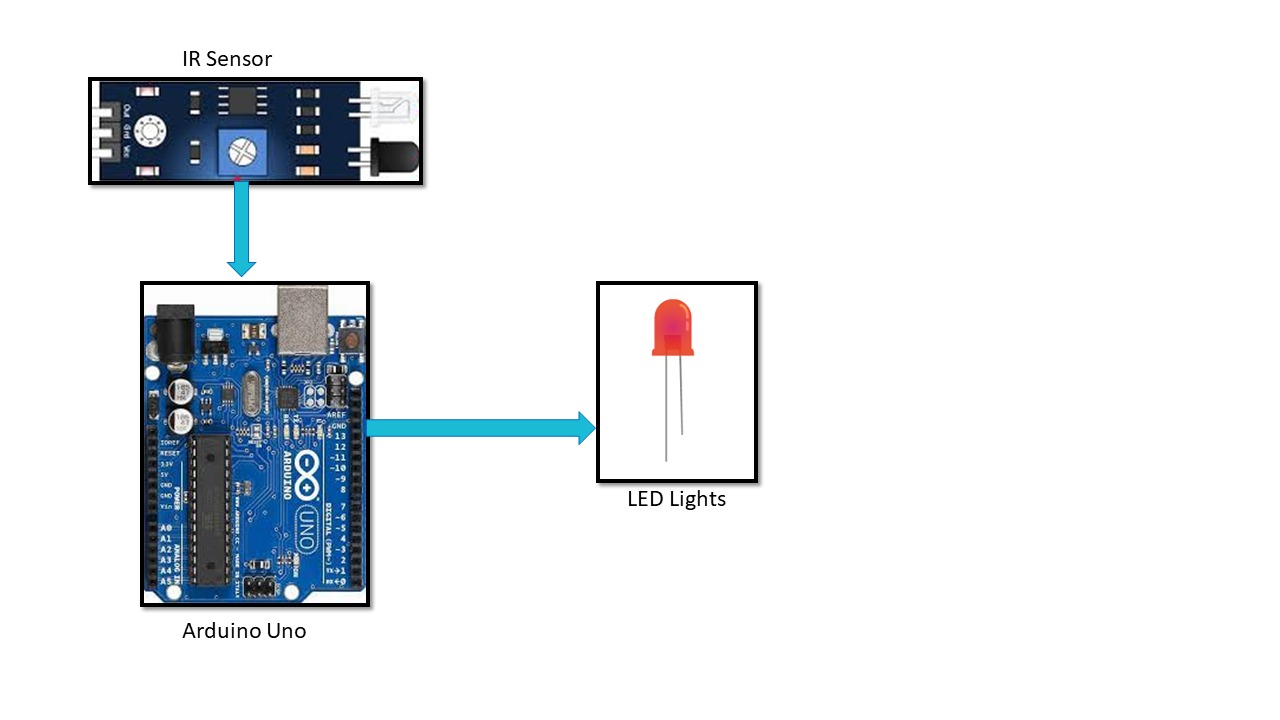 IR Sensor
Out
Gnd
Vcc
AREF
GND
13
12
~11
~10
~9
8
7
~6
~5
4
~3
2
TX→1
RX←0
IOREF
RESET
3.3V
5V
GND
GND
Vin
A0
A1
A2
A3
A4
A5
POWER
ANALOG IN
ARDUINO
UNO
DIGITAL (PWM~)
LED Lights
Arduino Uno